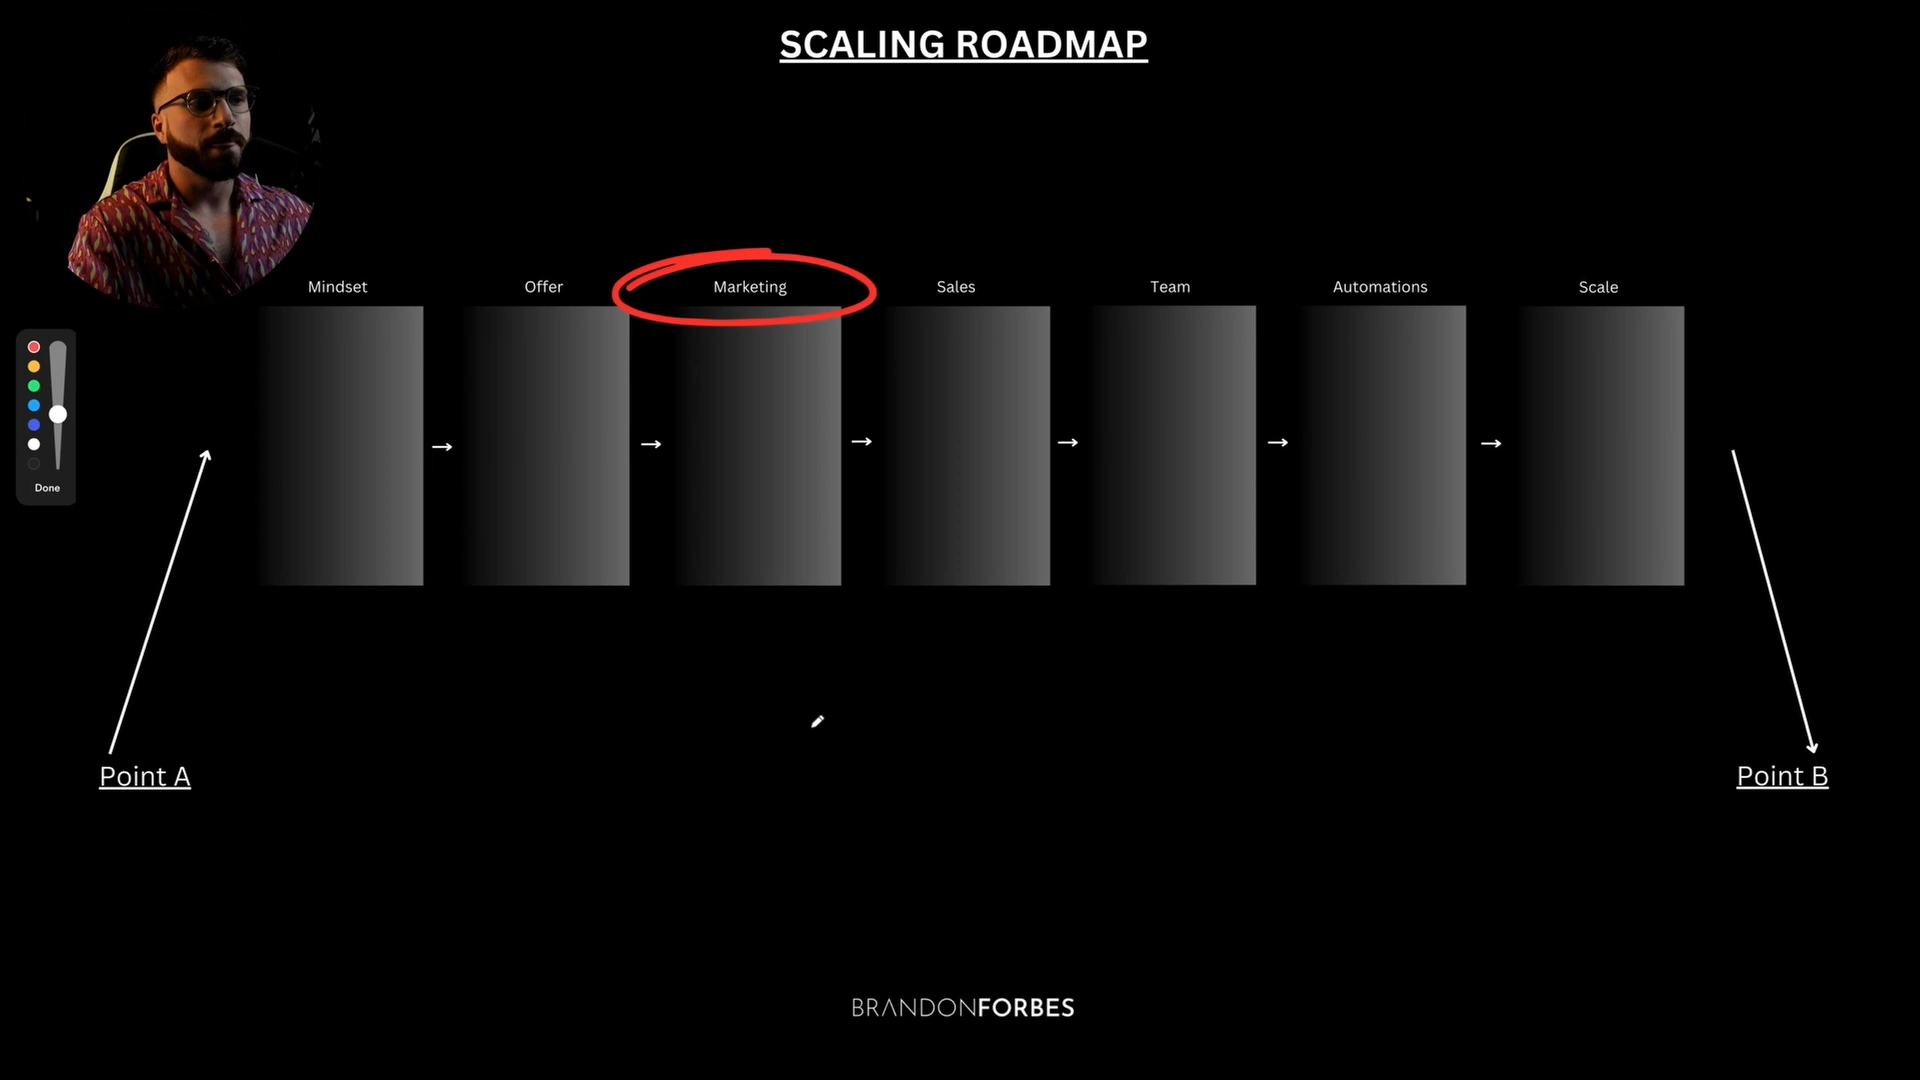 SCALING ROADMAP
Mindset
Offer
Marketing
Sales
Team
Automations
Scale
Done
Point A
Point B
BRANDONFORBES